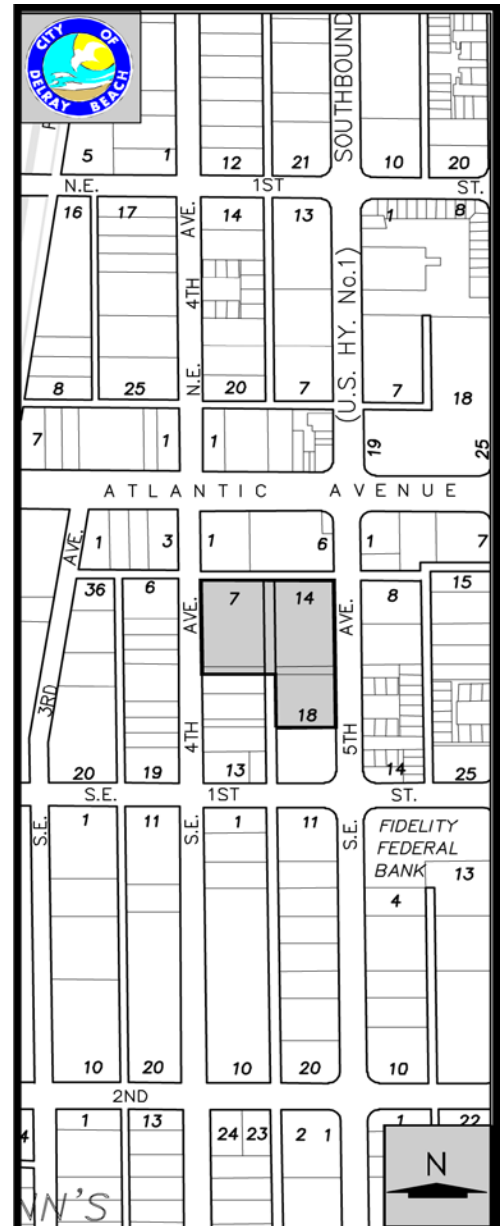 CITY OF
DELRAY BEACH
SOUTHBOUND
5 1 12 21 10 20
N.E. 1ST ST.
16 17 14 13 1 8
AVE.
4TH
N.E.
(U.S. HY. No.1)
8 25 20 7 7 18
7 1 1 19 25
ATLANTIC AVENUE
AVE. 1 3 1 6 1 7
36 6 7 14 8 15
AVE. AVE.
3RD 4TH 18 5TH
20 19 13 14 25
S.E. 1ST ST.
S.E. S.E. S.E.
1 11 1 11
FIDELITY
FEDERAL
BANK 13
4
10 20 10 20 10
2ND
4 1 13 24 23 2 1 1 22
N
N'S